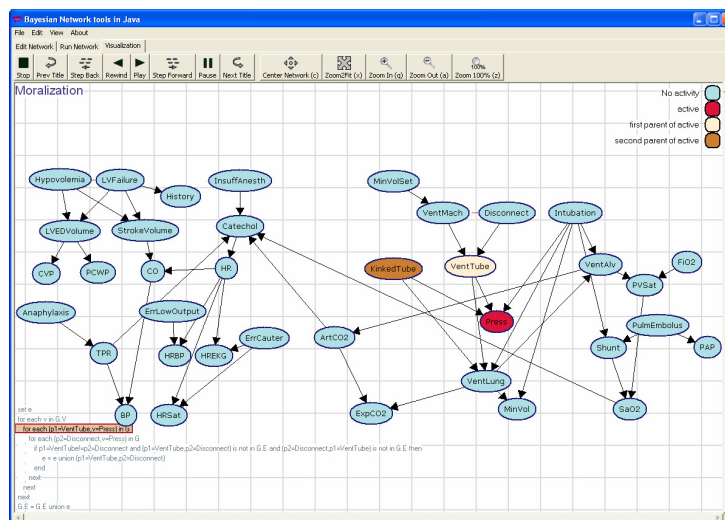 Bayesian Network tools in Java
File Edit View About
Edit Network Run Network Visualization
Stop Prev Title Step Back Rewind Play Step Forward Pause Next Title Center Network (c) Zoom2Fit (x) Zoom In (q) Zoom Out (a) 100% Zoom 100% (z)
Moralization
No activity
active
first parent of active
second parent of active
Hypovolemia LVFailure InsuffAnesth MinVolSet
History
VentMach Disconnect Intubation
LVEDVolume StrokeVolume Catechol
CVP PCWP CO HR KinkedTube VentTube VentAlv FiO2
PVSat
Anaphylaxis ErrLowOutput Press PulmEmbolus
ErrCauter ArtCO2
TPR HRBP HREKG Shunt PAP
VentLung
BP HRSat ExpCO2 MinVol SaO2
set e
for each v in G.V
for each (p1=VentTube,v=Press) in G
for each (p2=Disconnect,v=Press) in G
if p1=VentTube!=p2=Disconnect and (p1=VentTube,p2=Disconnect) is not in G.E and (p2=Disconnect,p1=VentTube) is not in G.E then
e = e union (p1=VentTube,p2=Disconnect)
end
next
next
next
G.E = G.E union e